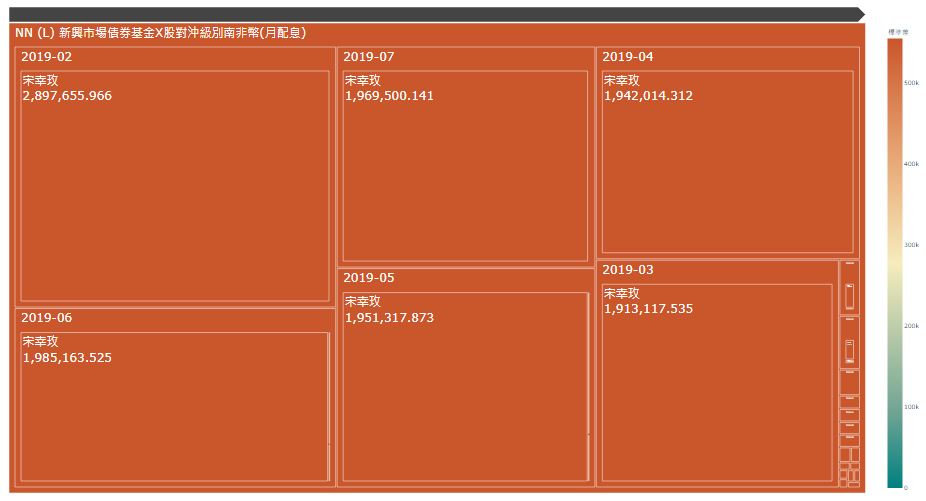 NN (L) 新興市場債券基金X股對沖級別南非幣(月配息)
2019-02
宋幸玫
2,897,655.966
2019-07
宋幸玫
1,969,500.141
2019-04
宋幸玫
1,942,014.312
2019-06
宋幸玫
1,985,163.525
2019-05
宋幸玫
1,951,317.873
2019-03
宋幸玫
1,913,117.535
標準差
500k
400k
300k
200k
100k
0